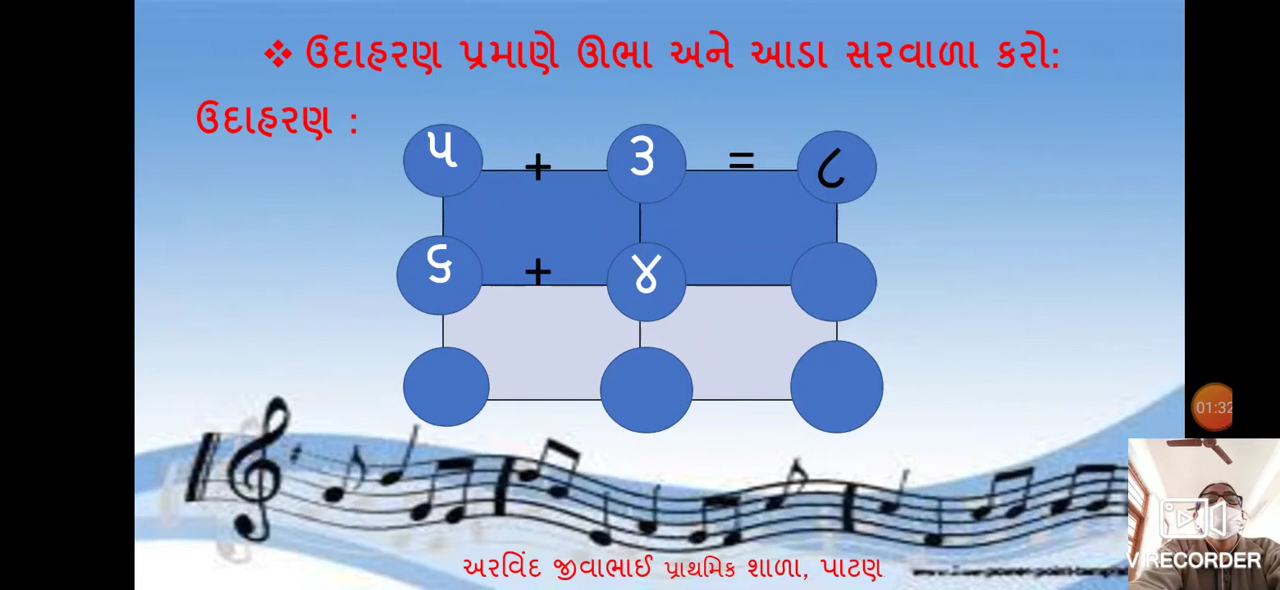 ❖ ઉદાહરણ પ્રમાણે ઊભા અને આડા સરવાળા કરો:
ઉદાહરણ :
૫ + ૩ = ૮
૬ + ૪
01:32
V RECORDER
અરવિંદ જીવાભાઈ પ્રાથમિક શાળા, પાટણ